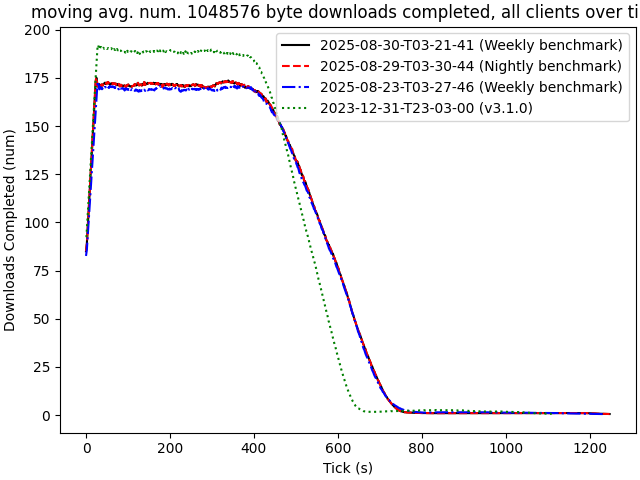 moving avg. num. 1048576 byte downloads completed, all clients over ti
200
175
150
125
100
75
50
25
0
Downloads Completed (num)
2025-08-30-T03-21-41 (Weekly benchmark)
2025-08-29-T03-30-44 (Nightly benchmark)
2025-08-23-T03-27-46 (Weekly benchmark)
2023-12-31-T23-03-00 (v3.1.0)
0 200 400 600 800 1000 1200
Tick (s)